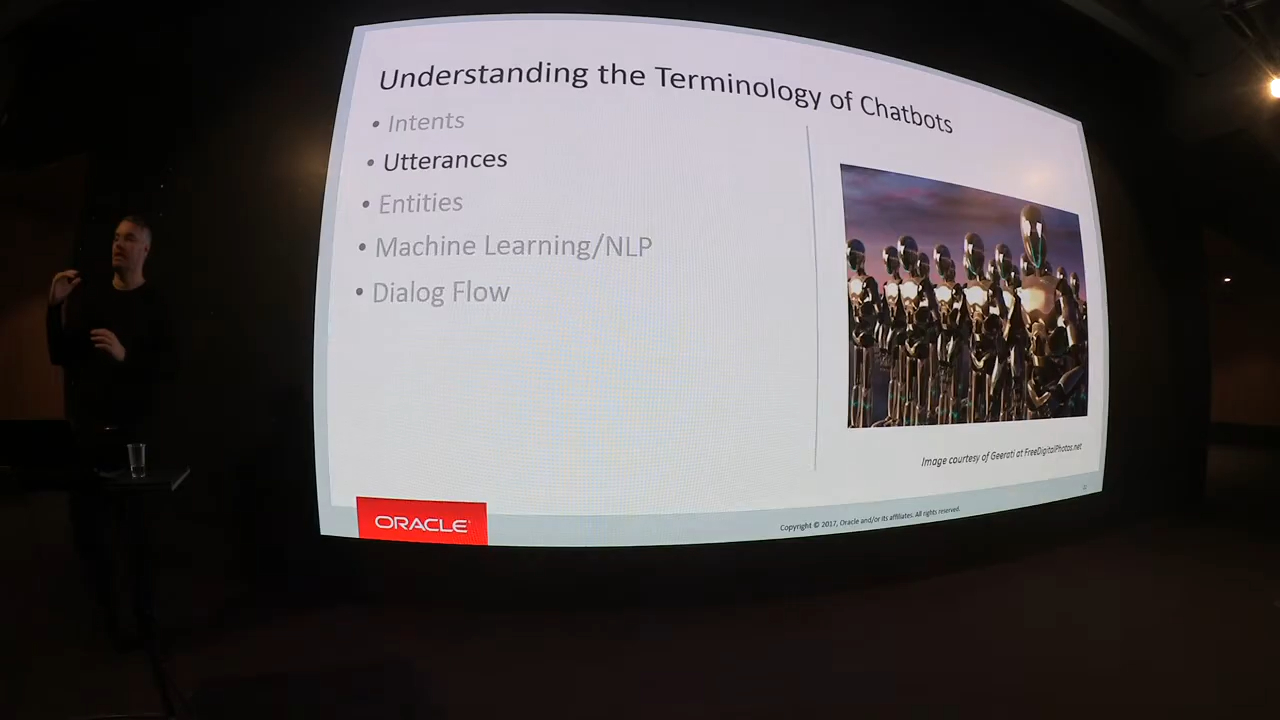 Understanding the Terminology of Chatbots
• Intents
• Utterances
• Entities
• Machine Learning/NLP
• Dialog Flow
Image courtesy of Geerati at FreeDigitalPhotos.net
ORACLE
Copyright © 2017, Oracle and/or its affiliates. All rights reserved.